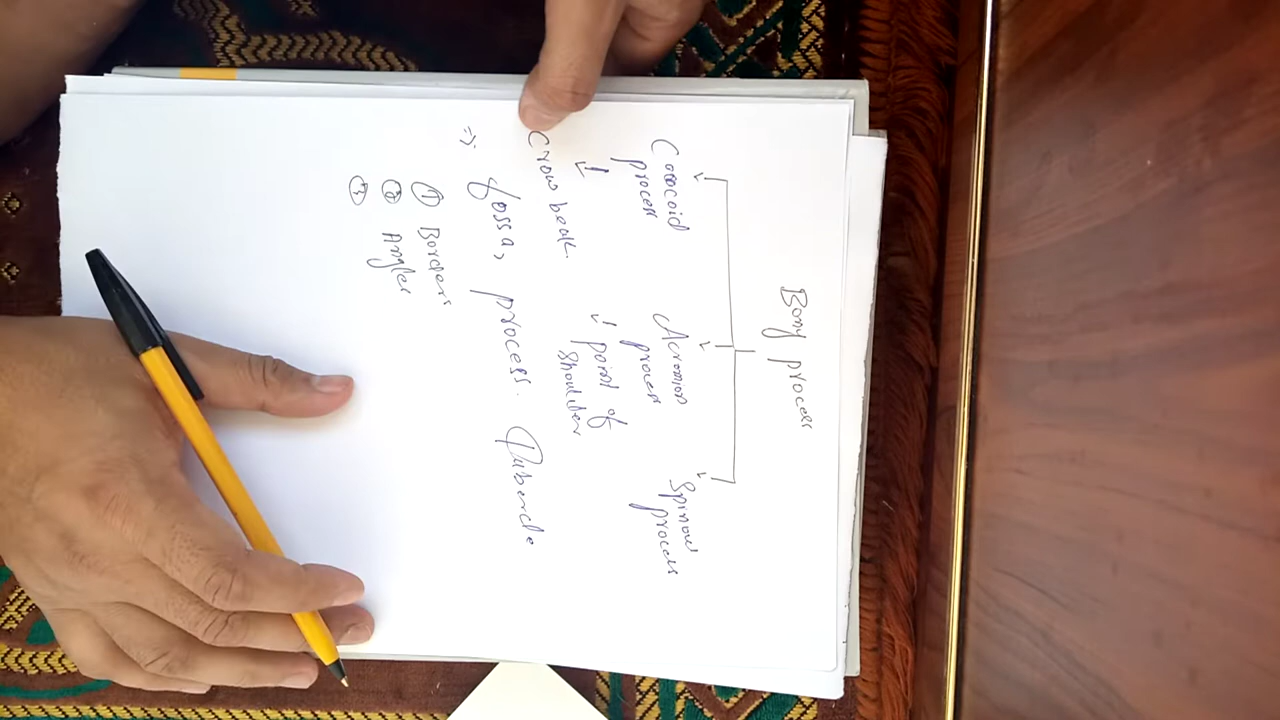 Bony process
Coracoid process
Acromion process
Spinous process
Crow beak.
point of Shoulder
=> fossa, process. Tubercle
① Borders
② Angles
③